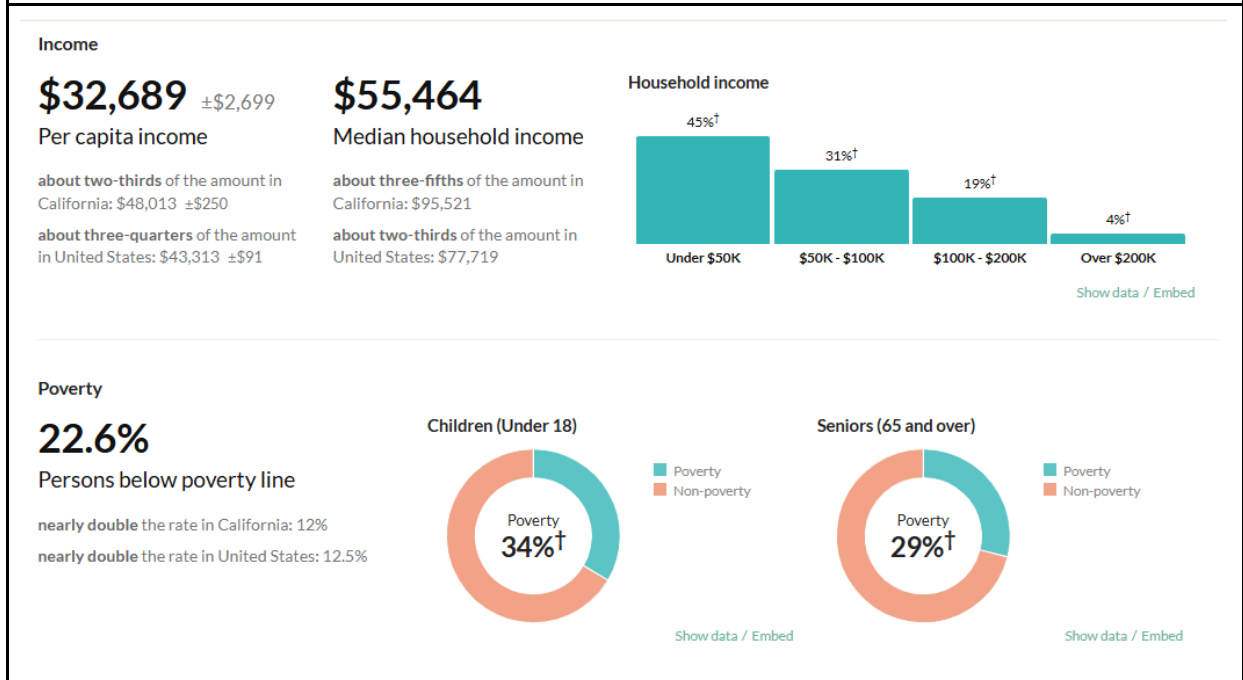 Income
$32,689 ±$2,699
Per capita income
about two-thirds of the amount in
California: $48,013 ±$250
about three-quarters of the amount
in United States: $43,313 ±$91
$55,464
Median household income
about three-fifths of the amount in
California: $95,521
about two-thirds of the amount in
United States: $77,719
Household income
45%†
31%†
19%†
4%†
Under $50K
$50K - $100K
$100K - $200K
Over $200K
Show data / Embed
Poverty
22.6%
Persons below poverty line
nearly double the rate in California: 12%
nearly double the rate in United States: 12.5%
Children (Under 18)
Poverty
Non-poverty
Poverty
34%†
Show data / Embed
Seniors (65 and over)
Poverty
Non-poverty
Poverty
29%†
Show data / Embed